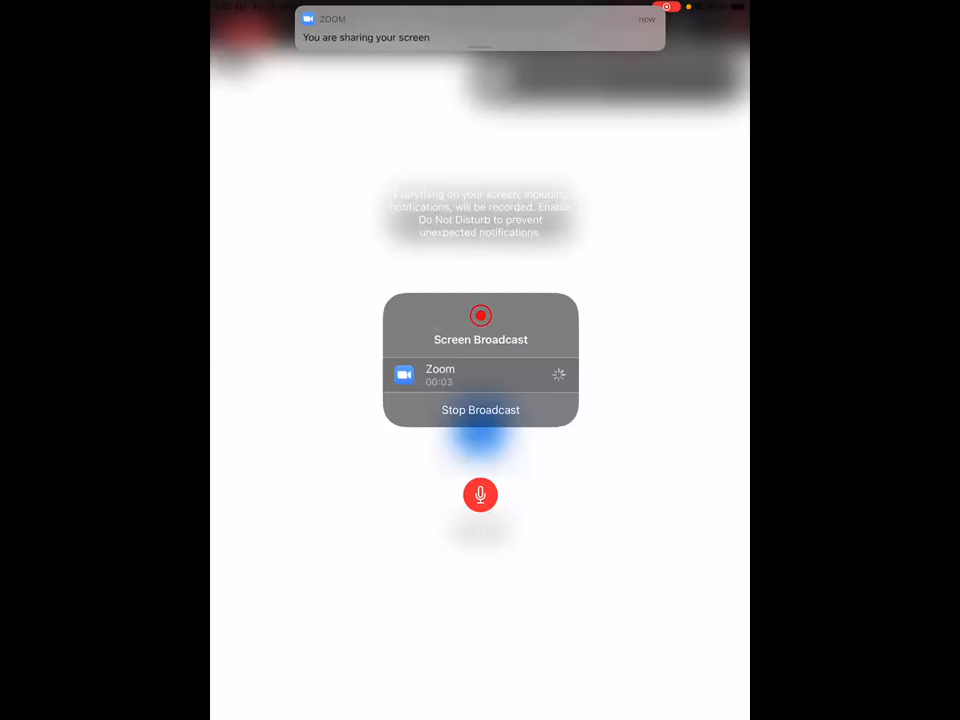 ZOOM
now
You are sharing your screen
Everything on your screen, including
notifications, will be recorded. Enable
Do Not Disturb to prevent
unexpected notifications.
Screen Broadcast
Zoom
00:03
Stop Broadcast